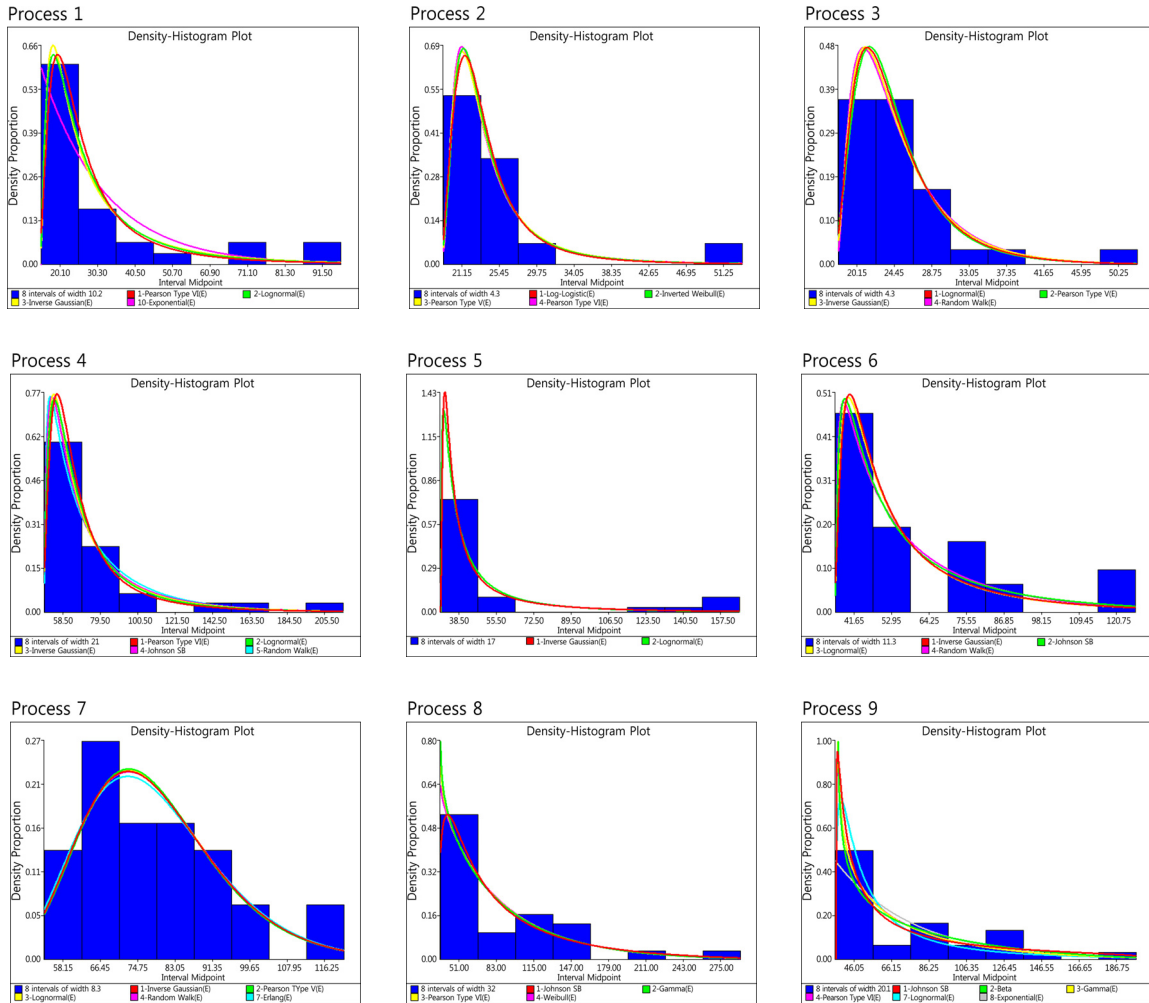 Process 1
Density-Histogram Plot
Density Proportion
0.66
0.53
0.39
0.26
0.13
0.00
20.10 30.30 40.50 50.70 60.90 71.10 81.30 91.50
Interval Midpoint
8 intervals of width 10.2 1-Pearson Type VI(E) 2-Lognormal(E)
3-Inverse Gaussian(E) 10-Exponential(E)
Process 2
Density-Histogram Plot
Density Proportion
0.69
0.55
0.41
0.28
0.14
0.00
21.15 25.45 29.75 34.05 38.35 42.65 46.95 51.25
Interval Midpoint
8 intervals of width 4.3 1-Log-Logistic(E) 2-Inverted Weibull(E)
3-Pearson Type V(E) 4-Pearson Type VI(E)
Process 3
Density-Histogram Plot
Density Proportion
0.48
0.39
0.29
0.19
0.10
0.00
20.15 24.45 28.75 33.05 37.35 41.65 45.95 50.25
Interval Midpoint
8 intervals of width 4.3 1-Lognormal(E) 2-Pearson Type V(E)
3-Inverse Gaussian(E) 4-Random Walk(E)
Process 4
Density-Histogram Plot
Density Proportion
0.77
0.62
0.46
0.31
0.15
0.00
58.50 79.50 100.50 121.50 142.50 163.50 184.50 205.50
Interval Midpoint
8 intervals of width 21 1-Pearson Type VI(E) 2-Lognormal(E)
3-Inverse Gaussian(E) 4-Johnson SB 5-Random Walk(E)
Process 5
Density-Histogram Plot
Density Proportion
1.43
1.15
0.86
0.57
0.29
0.00
38.50 55.50 72.50 89.50 106.50 123.50 140.50 157.50
Interval Midpoint
8 intervals of width 17 1-Inverse Gaussian(E) 2-Lognormal(E)
Process 6
Density-Histogram Plot
Density Proportion
0.51
0.41
0.31
0.20
0.10
0.00
41.65 52.95 64.25 75.55 86.85 98.15 109.45 120.75
Interval Midpoint
8 intervals of width 11.3 1-Inverse Gaussian(E) 2-Johnson SB
3-Lognormal(E) 4-Random Walk(E)
Process 7
Density-Histogram Plot
Density Proportion
0.27
0.21
0.16
0.11
0.05
0.00
58.15 66.45 74.75 83.05 91.35 99.65 107.95 116.25
Interval Midpoint
8 intervals of width 8.3 1-Inverse Gaussian(E) 2-Pearson TYpe V(E)
3-Lognormal(E) 4-Random Walk(E) 7-Erlang(E)
Process 8
Density-Histogram Plot
Density Proportion
0.80
0.64
0.48
0.32
0.16
0.00
51.00 83.00 115.00 147.00 179.00 211.00 243.00 275.00
Interval Midpoint
8 intervals of width 32 1-Johnson SB 2-Gamma(E)
3-Pearson Type VI(E) 4-Weibull(E)
Process 9
Density-Histogram Plot
Density Proportion
1.00
0.80
0.60
0.40
0.20
0.00
46.05 66.15 86.25 106.35 126.45 146.55 166.65 186.75
Interval Midpoint
8 intervals of width 20.1 1-Johnson SB 2-Beta 3-Gamma(E)
4-Pearson Type VI(E) 7-Lognormal(E) 8-Exponential(E)